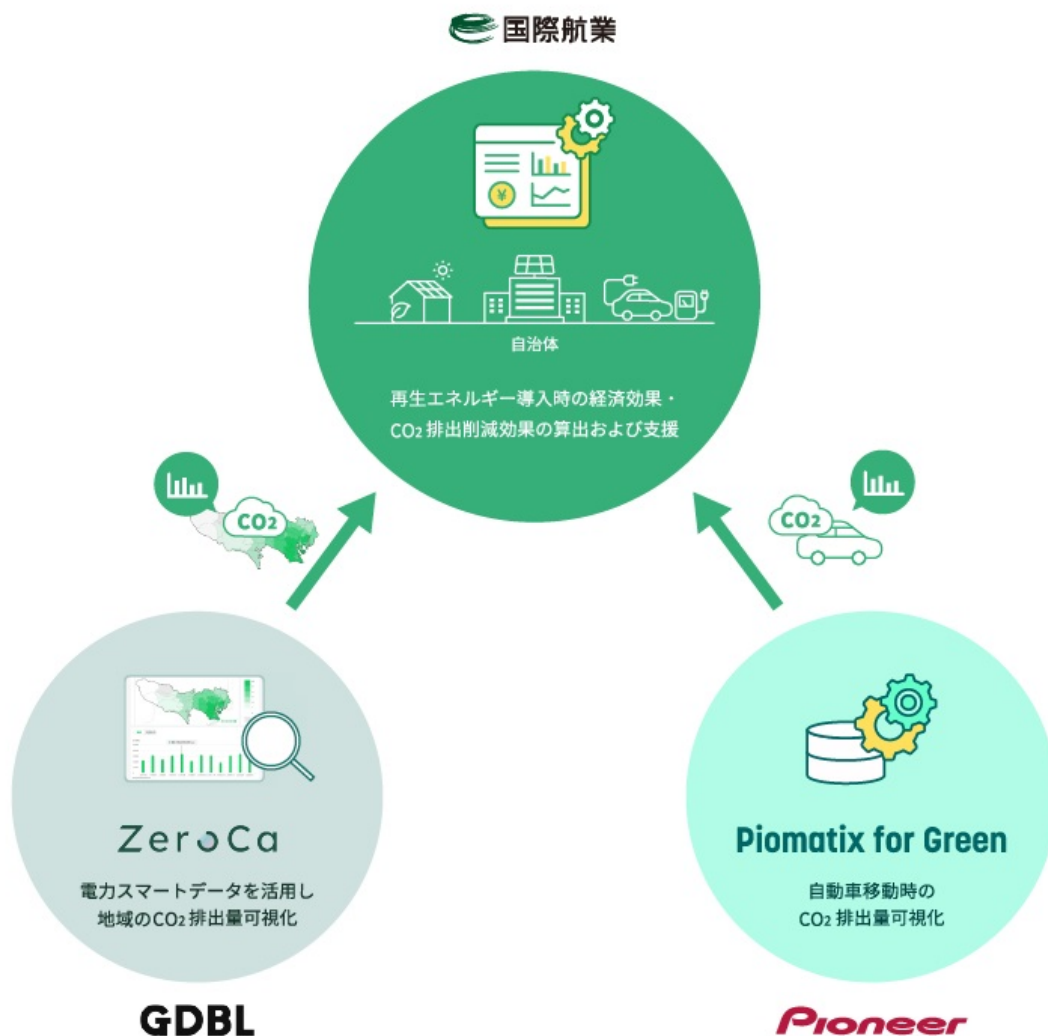 国際航業
¥
自治体
再生エネルギー導入時の経済効果・
CO2 排出削減効果の算出および支援
CO2
CO2
ZeroCa
電力スマートデータを活用し
地域のCO2 排出量可視化
Piomatix for Green
自動車移動時の
CO2 排出量可視化
GDBL
Pioneer